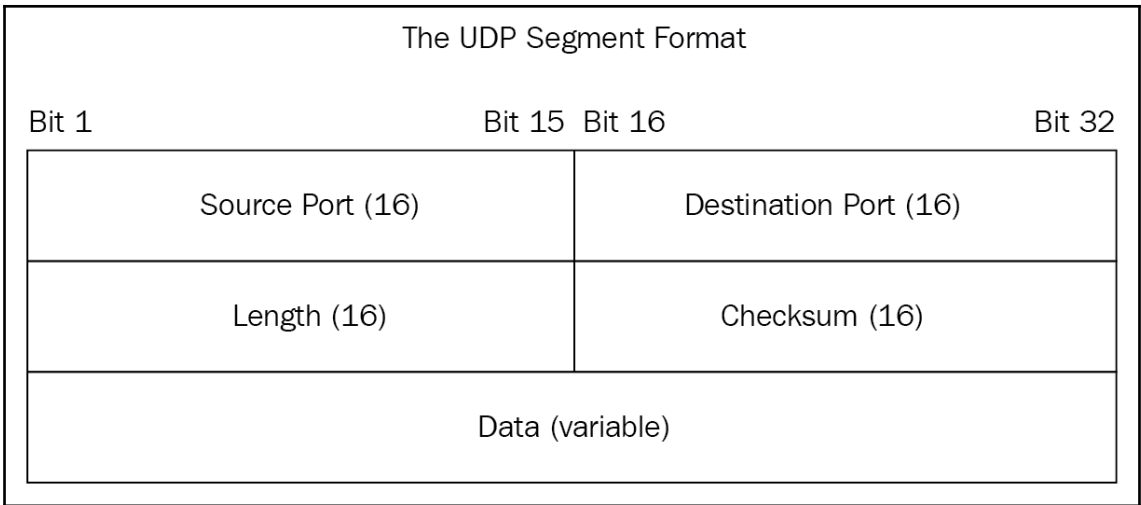 The UDP Segment Format
Bit 1 Bit 15 Bit 16 Bit 32
Source Port (16) Destination Port (16)
Length (16) Checksum (16)
Data (variable)